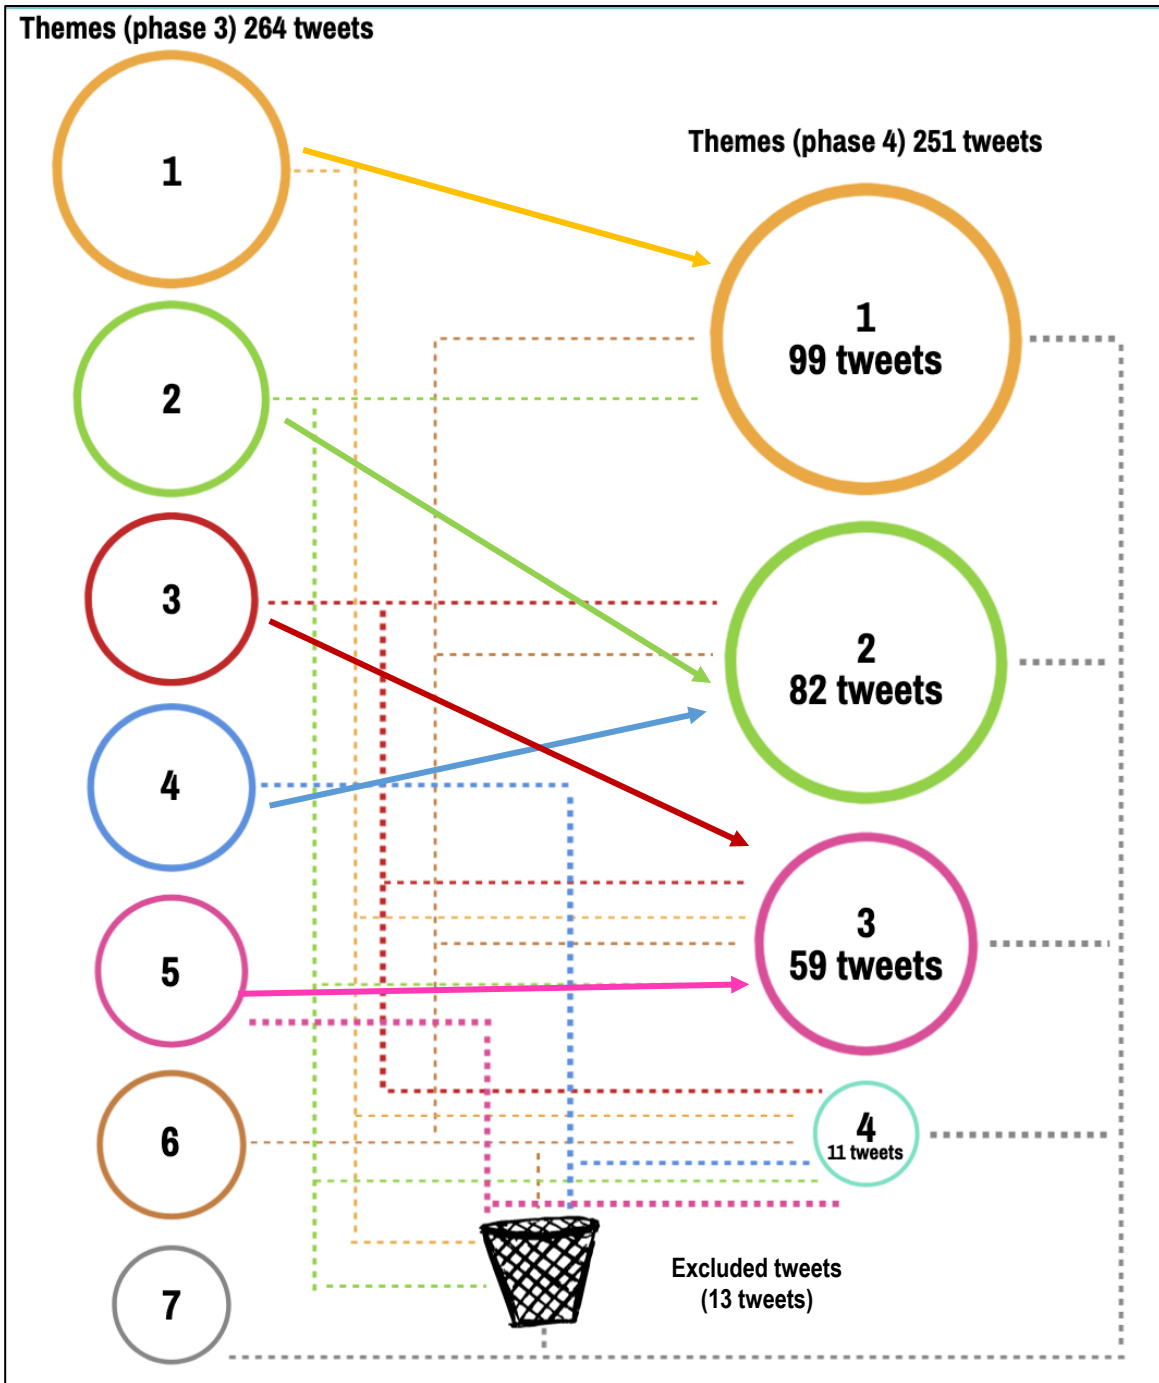 Themes (phase 3) 264 tweets
1
2
3
4
5
6
7
Themes (phase 4) 251 tweets
1
99 tweets
2
82 tweets
3
59 tweets
4
11 tweets
Excluded tweets
(13 tweets)